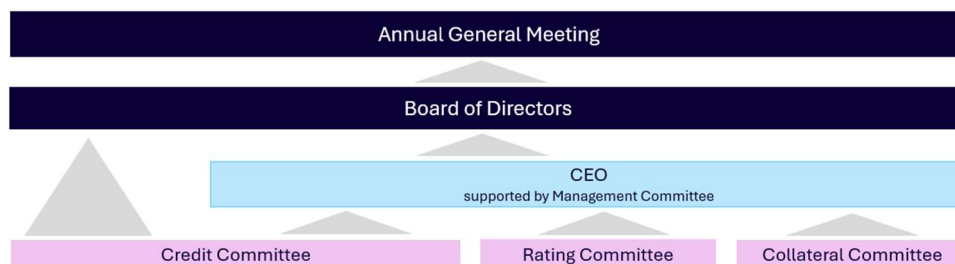 Annual General Meeting
Board of Directors
CEO
supported by Management Committee
Credit Committee
Rating Committee
Collateral Committee